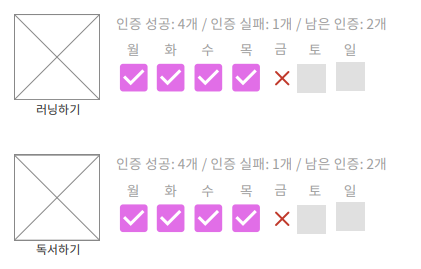 인증 성공: 4개 / 인증 실패: 1개 / 남은 인증: 2개
월 화 수 목 금 토 일
러닝하기
인증 성공: 4개 / 인증 실패: 1개 / 남은 인증: 2개
월 화 수 목 금 토 일
독서하기